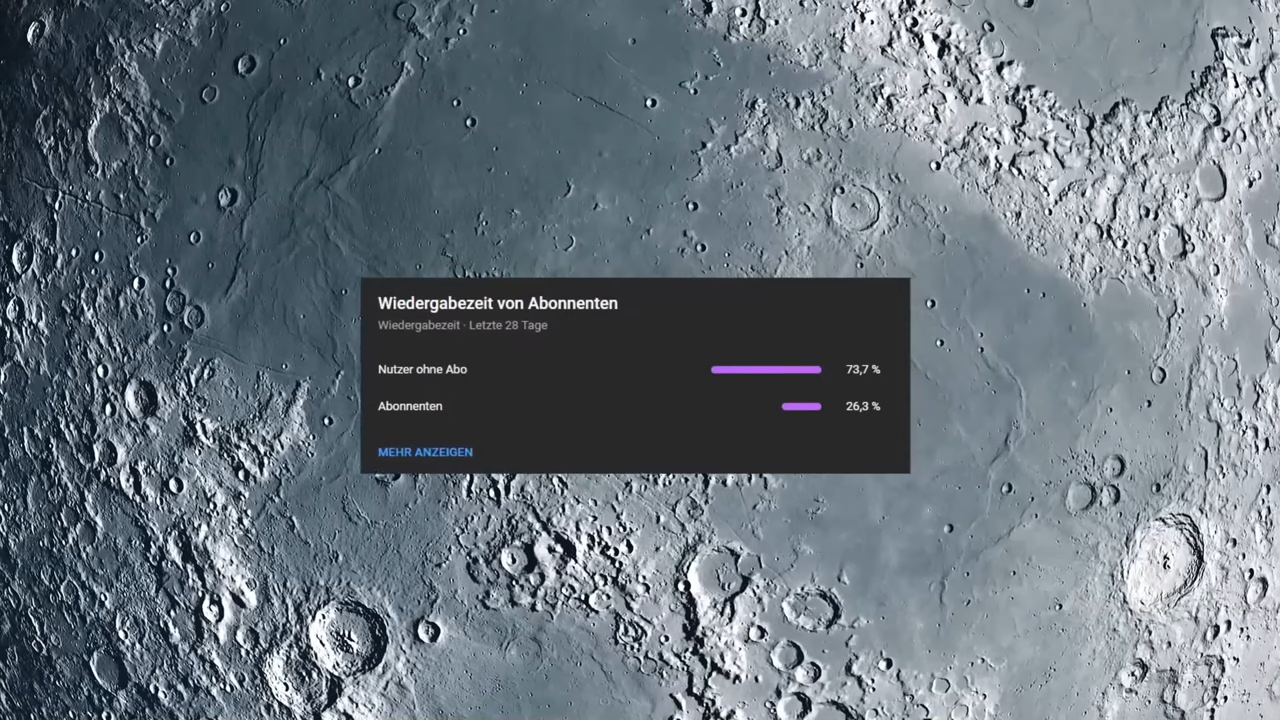 Wiedergabezeit von Abonnenten
Wiedergabezeit · Letzte 28 Tage
Nutzer ohne Abo 73,7 %
Abonnenten 26,3 %
MEHR ANZEIGEN